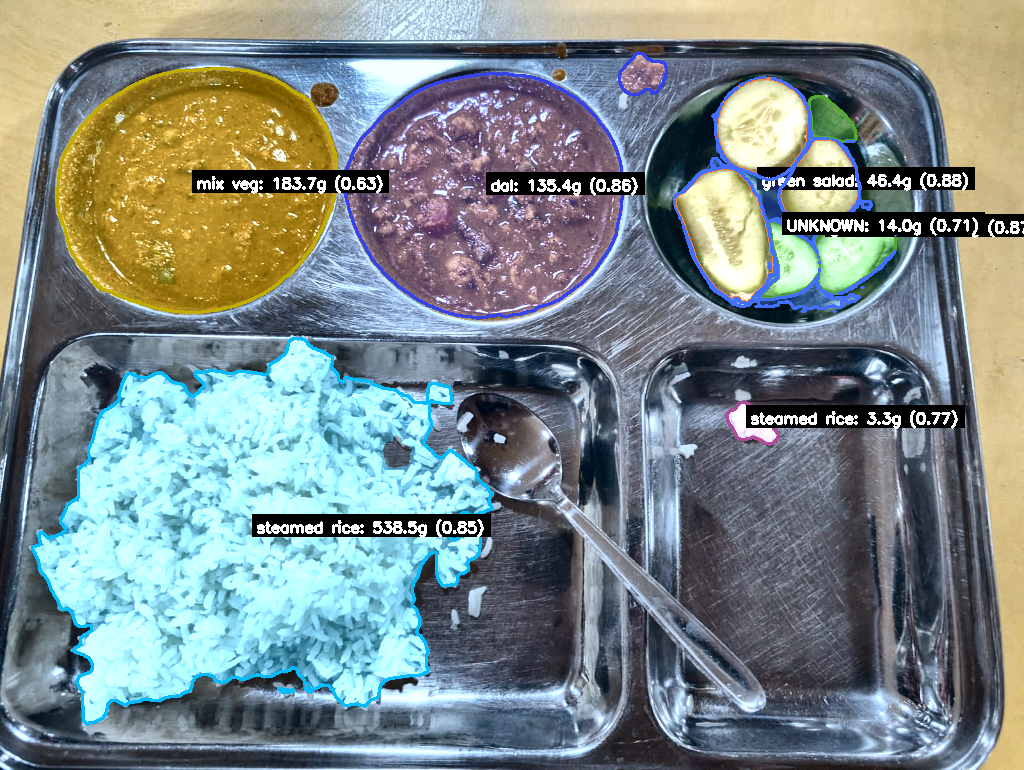 mix veg: 183.7g (0.63)
dal: 135.4g (0.86)
green salad: 46.4g (0.88)
UNKNOWN: 14.0g (0.71)
steamed rice: 3.3g (0.77)
steamed rice: 538.5g (0.85)